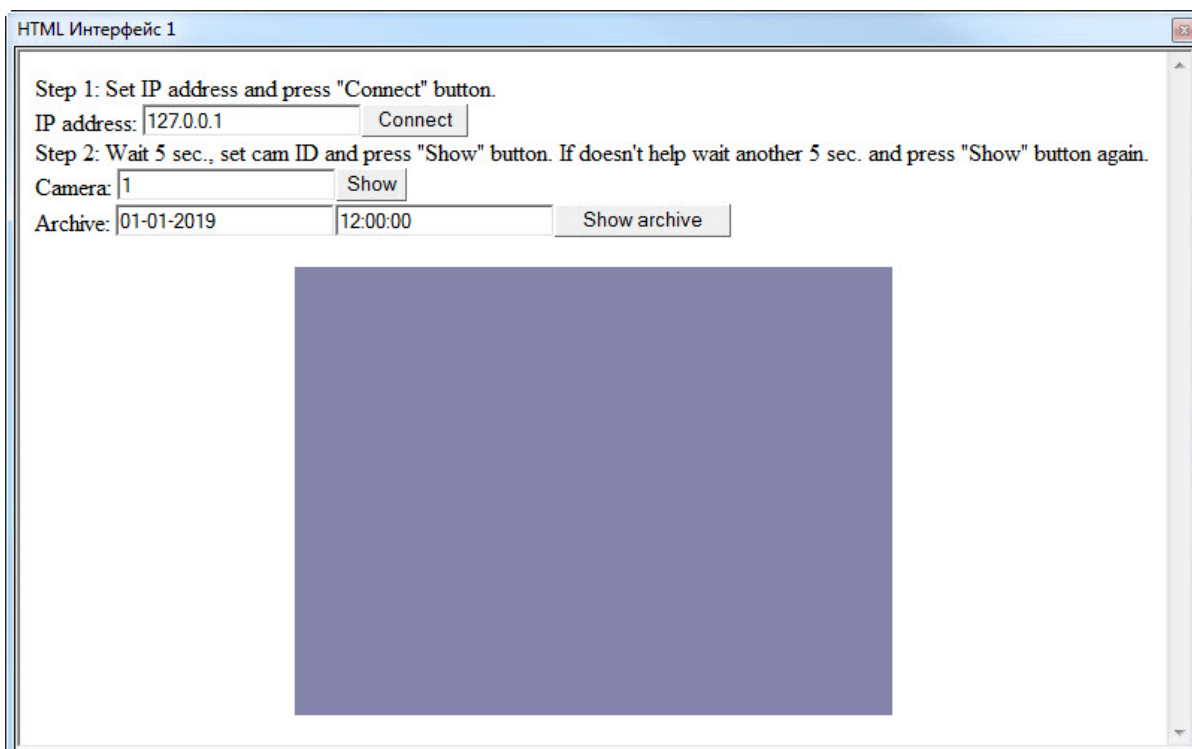 HTML Интерфейс 1
Step 1: Set IP address and press "Connect" button.
IP address: 127.0.0.1 Connect
Step 2: Wait 5 sec., set cam ID and press "Show" button. If doesn't help wait another 5 sec. and press "Show" button again.
Camera: 1 Show
Archive: 01-01-2019 12:00:00 Show archive